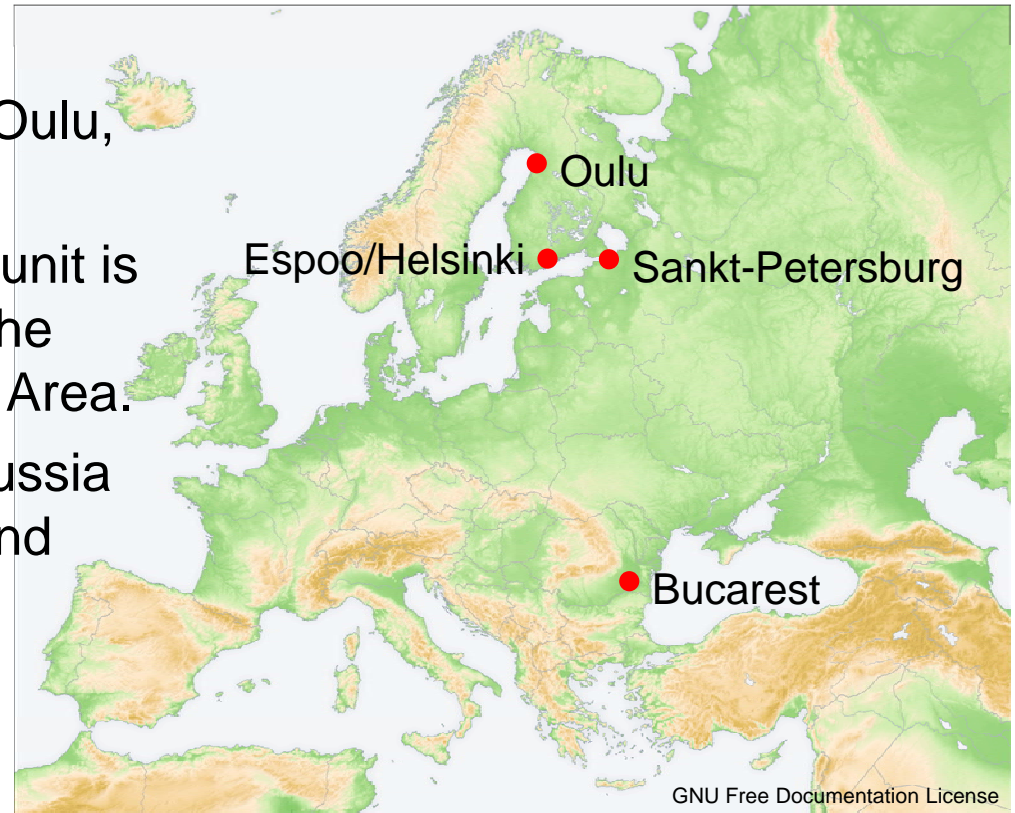 Oulu,
unit is
he
Area.
ussia
nd
Oulu
Espoo/Helsinki
Sankt-Petersburg
Bucarest
GNU Free Documentation License